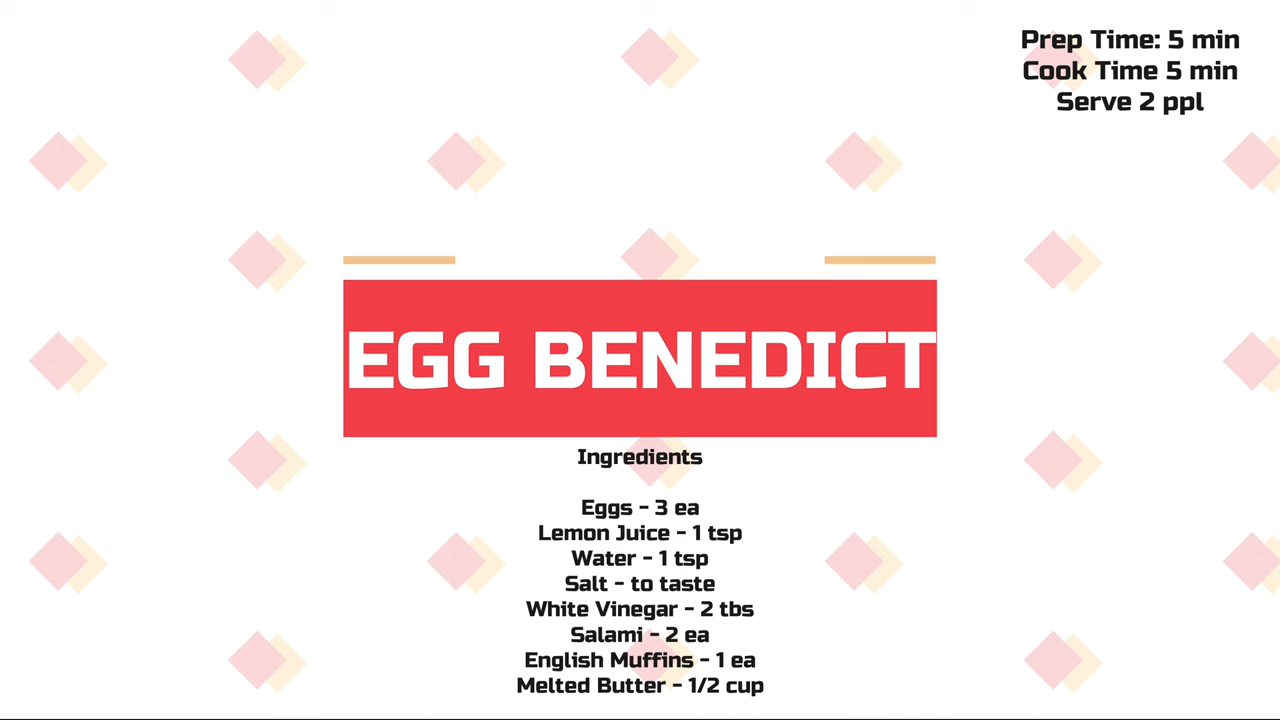 Prep Time: 5 min
Cook Time 5 min
Serve 2 ppl
EGG BENEDICT
Ingredients
Eggs - 3 ea
Lemon Juice - 1 tsp
Water - 1 tsp
Salt - to taste
White Vinegar - 2 tbs
Salami - 2 ea
English Muffins - 1 ea
Melted Butter - 1/2 cup